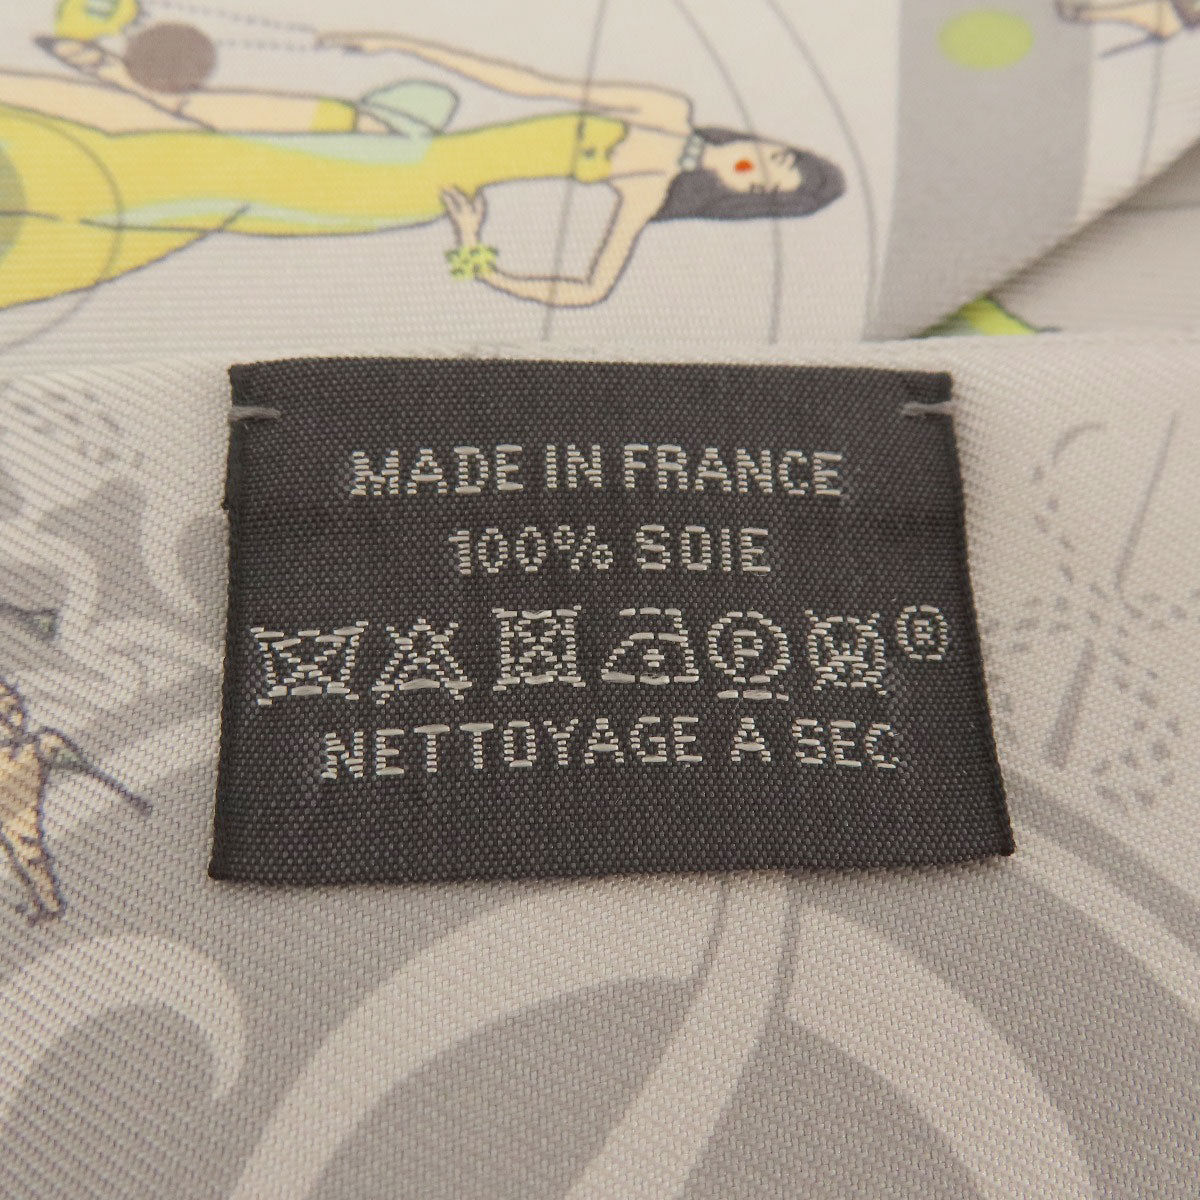 MADE IN FRANCE
100% SOIE
P ®
NETTOYAGE A SEC